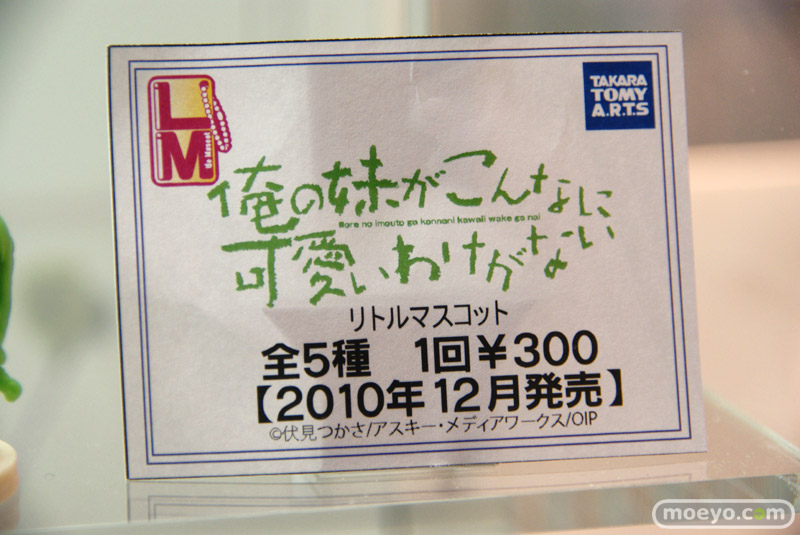 LM
Little Mascot
TAKARA
TOMY
A.R.T.S
俺の妹がこんなに
#ore no imouto ga konnani kawaii wake ga nai
可愛いわけがない
リトルマスコット
全5種 1回¥300
【2010年12月発売】
©伏見つかさ/アスキー・メディアワークス/OIP
moeyo.com